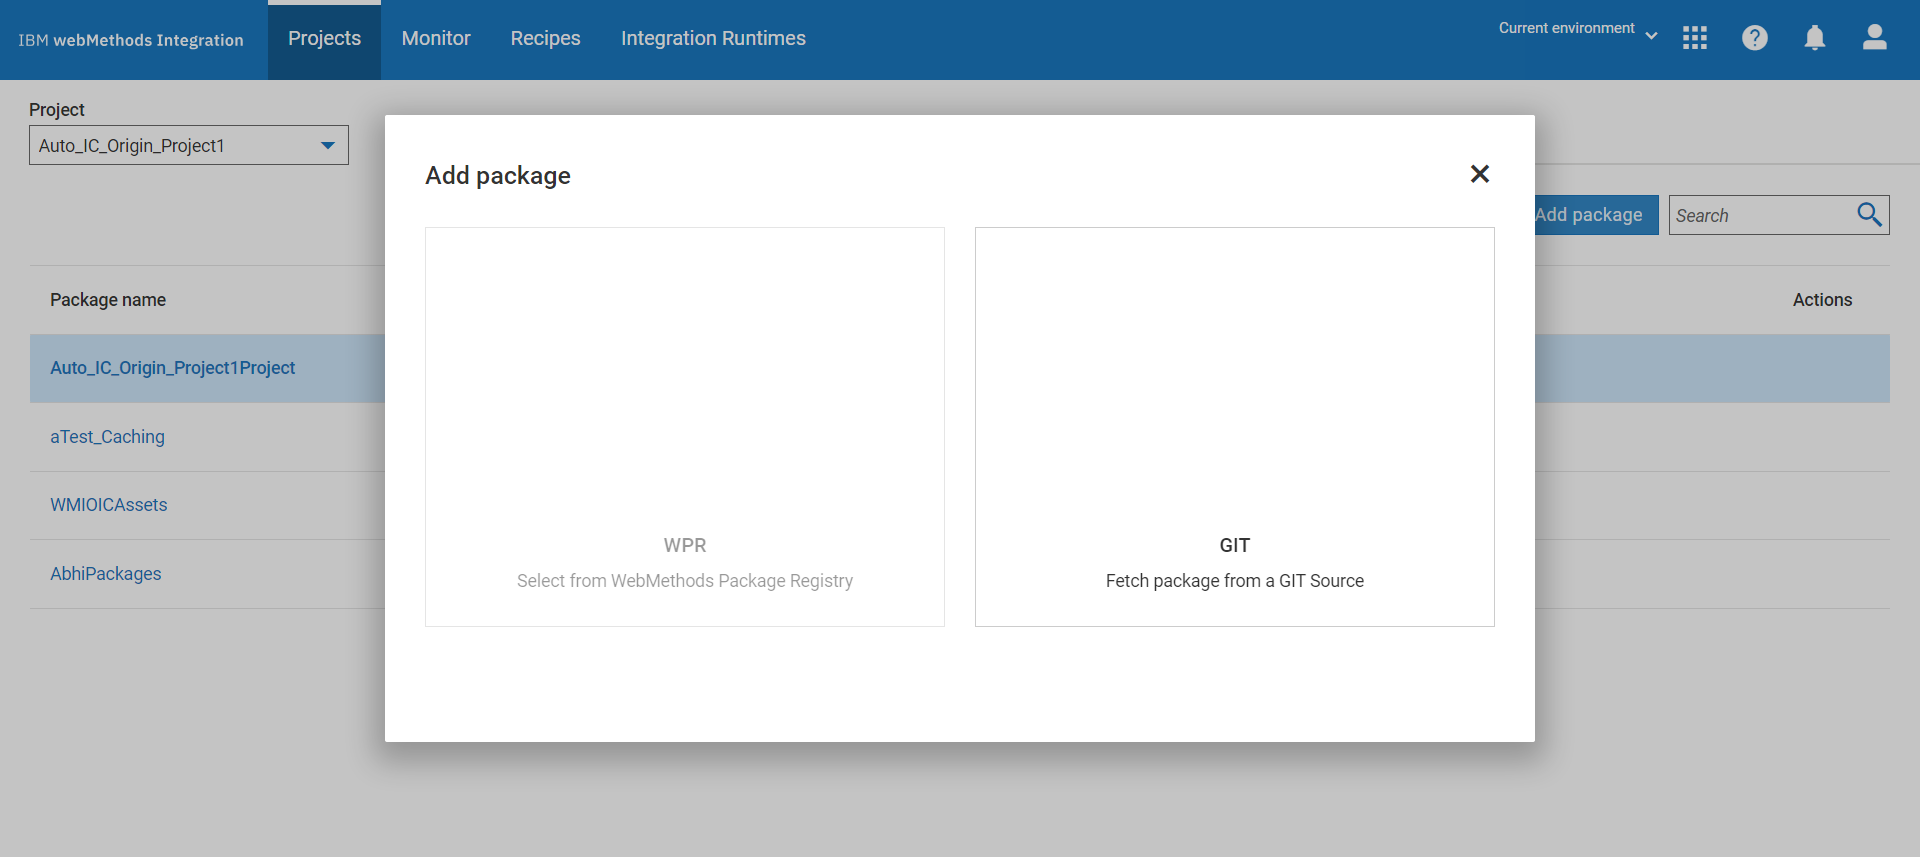 IBM webMethods Integration
Projects
Monitor
Recipes
Integration Runtimes
Current environment
Project
Auto_IC_Origin_Project1
Add package
Add package
Search
Package name
Actions
Auto_IC_Origin_Project1Project
aTest_Caching
WMIOICAssets
AbhiPackages
WPR
Select from WebMethods Package Registry
GIT
Fetch package from a GIT Source